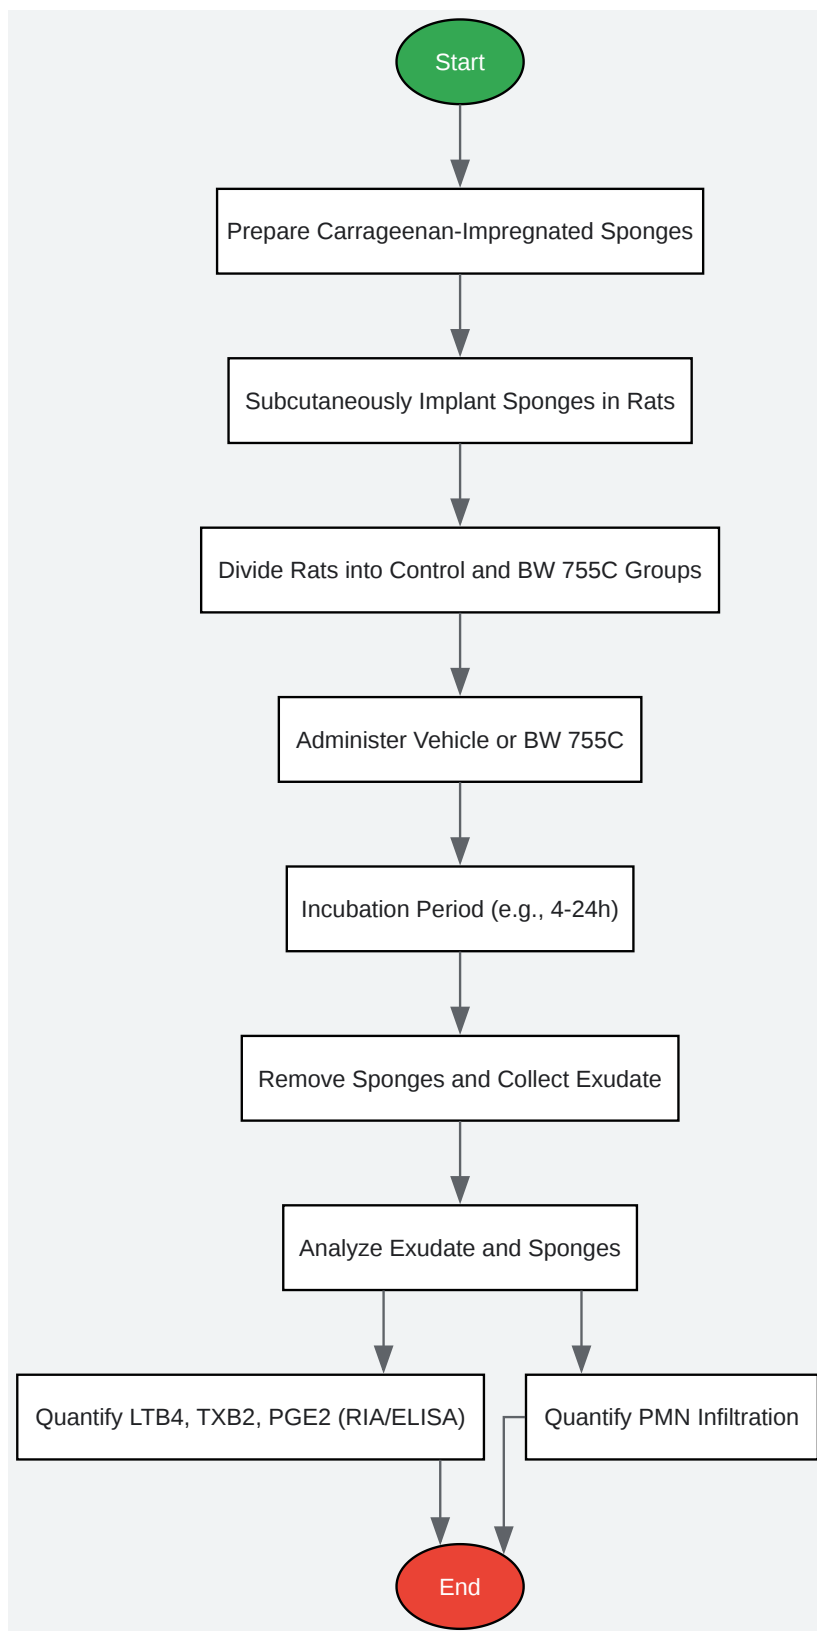 Start
Prepare Carrageenan-Impregnated Sponges
Subcutaneously Implant Sponges in Rats
Divide Rats into Control and BW 755C Groups
Administer Vehicle or BW 755C
Incubation Period (e.g., 4-24h)
Remove Sponges and Collect Exudate
Analyze Exudate and Sponges
Quantify LTB4, TXB2, PGE2 (RIA/ELISA)
Quantify PMN Infiltration
End